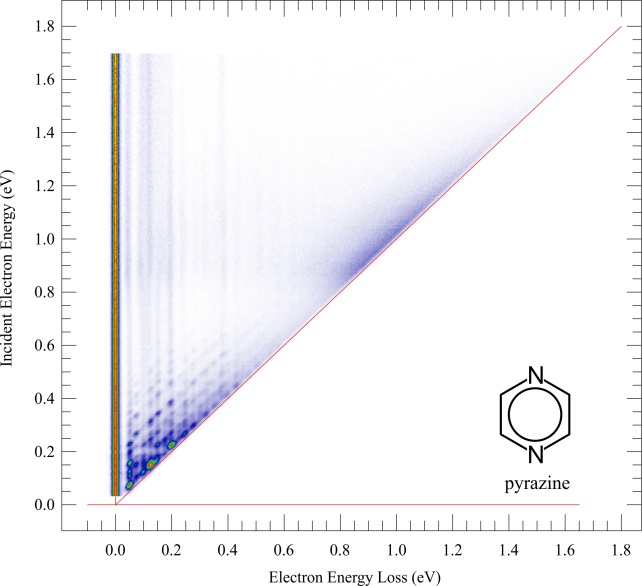 Incident Electron Energy (eV)
1.8
1.6
1.4
1.2
1.0
0.8
0.6
0.4
0.2
0.0
N
N
pyrazine
0.0 0.2 0.4 0.6 0.8 1.0 1.2 1.4 1.6 1.8
Electron Energy Loss (eV)